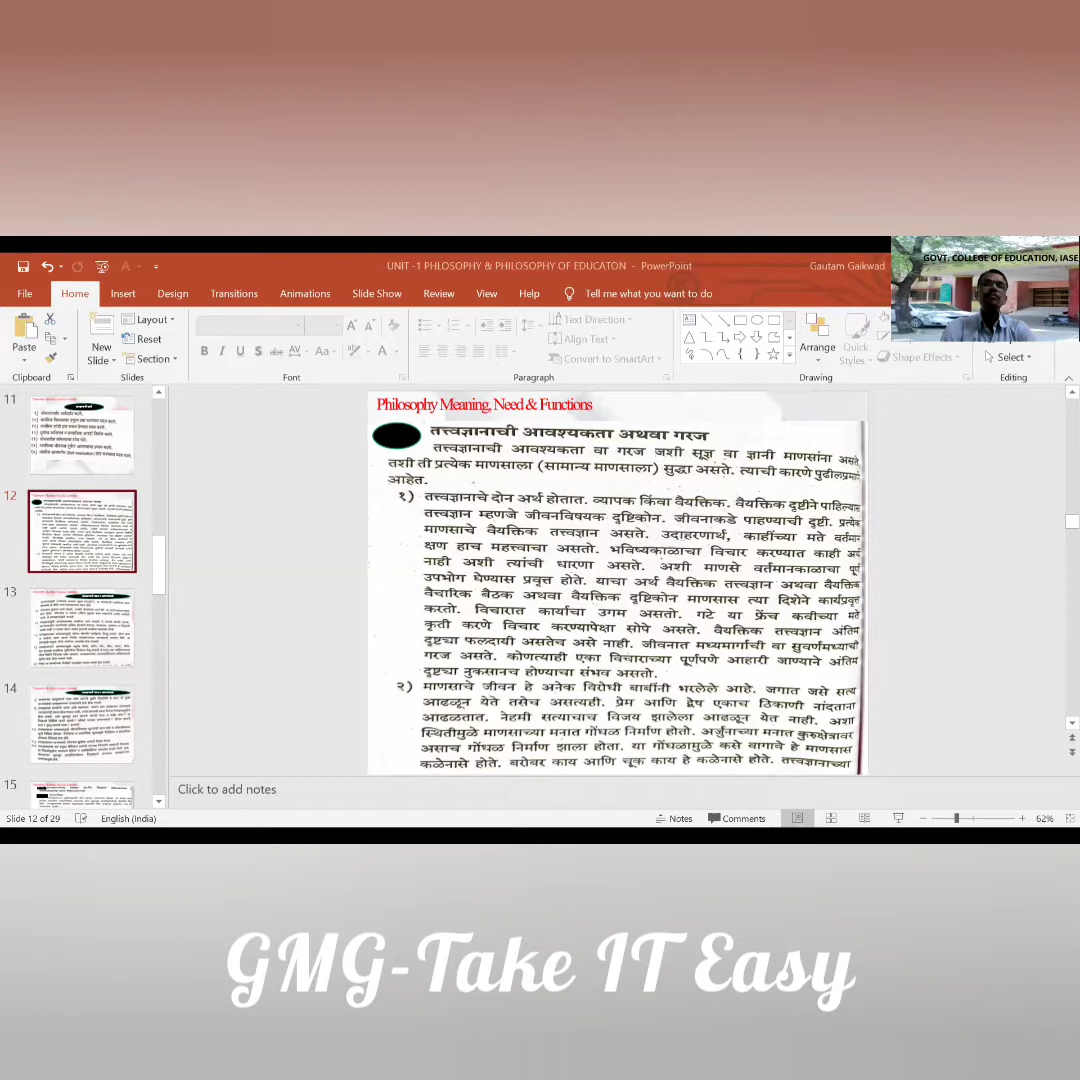 GOVT. COLLEGE OF EDUCATION, IASE
UNIT -1 PHLOSOPHY & PHILOSOPHY OF EDUCATON - PowerPoint
Gautam Gaikwad
File Home Insert Design Transitions Animations Slide Show Review View Help Tell me what you want to do
Paste
New
Slide
Layout
Reset
Section
B I U S abc AV Aa A
Text Direction
Align Text
Convert to SmartArt
Arrange
Quick
Styles
Shape Effects
Select
Clipboard Slides Font Paragraph Drawing Editing
11
12
13
14
15
Philosophy Meaning, Need & Functions
तत्त्वज्ञानाची आवश्यकता अथवा गरज
तत्त्वज्ञानाची आवश्यकता वा गरज जशी सूज्ञ वा ज्ञानी माणसांना असते,
तशी ती प्रत्येक माणसाला (सामान्य माणसाला) सुद्धा असते. त्याची कारणे पुढीलप्रमाणे
आहेत.
१) तत्त्वज्ञानाचे दोन अर्थ होतात. व्यापक किंवा वैयक्तिक. वैयक्तिक दृष्टीने पाहिल्यास
तत्त्वज्ञान म्हणजे जीवनविषयक दृष्टिकोन. जीवनाकडे पाहण्याची दृष्टी. प्रत्येक
माणसाचे वैयक्तिक तत्त्वज्ञान असते. उदाहरणार्थ, काहींच्या मते वर्तमान
क्षण हाच महत्त्वाचा असतो. भविष्यकाळाचा विचार करण्यात काही अर्थ
नाही अशी त्यांची धारणा असते. अशी माणसे वर्तमानकाळाचा पूर्ण
उपभोग घेण्यास प्रवृत्त होते. याचा अर्थ वैयक्तिक तत्त्वज्ञान अथवा वैयक्तिक
वैचारिक बैठक अथवा वैयक्तिक दृष्टिकोन माणसास त्या दिशेने कार्यप्रवृत्त
करतो. विचारात कार्याचा उगम असतो. गटे या फ्रेंच कवीच्या मते
कृती करणे विचार करण्यापेक्षा सोपे असते. वैयक्तिक तत्त्वज्ञान अंतिम
दृष्ट्या फलदायी असतेच असे नाही. जीवनात मध्यमार्गाची वा सुवर्णमध्याची
गरज असते. कोणत्याही एका विचाराच्या पूर्णपणे आहारी जाण्याने अंतिम
दृष्ट्या नुकसानच होण्याचा संभव असतो.
२) माणसाचे जीवन हे अनेक विरोधी बाबींनी भरलेले आहे. जगात जसे सत्य
आढळून येते तसेच असत्यही. प्रेम आणि द्वेष एकाच ठिकाणी नांदताना
आढळतात. नेहमी सत्याचाच विजय झालेला आढळून येत नाही. अशा
स्थितीमुळे माणसाच्या मनात गोंधळ निर्माण होतो. अर्जुनाच्या मनात कुरुक्षेत्रावर
असाच गोंधळ निर्माण झाला होता. या गोंधळामुळे कसे वागावे हे माणसास
कळेनासे होते. बरोबर काय आणि चूक काय हे कळेनासे होते. तत्त्वज्ञानाच्या
Click to add notes
Slide 12 of 29 English (India) Notes Comments 62%
GMG-Take IT Easy